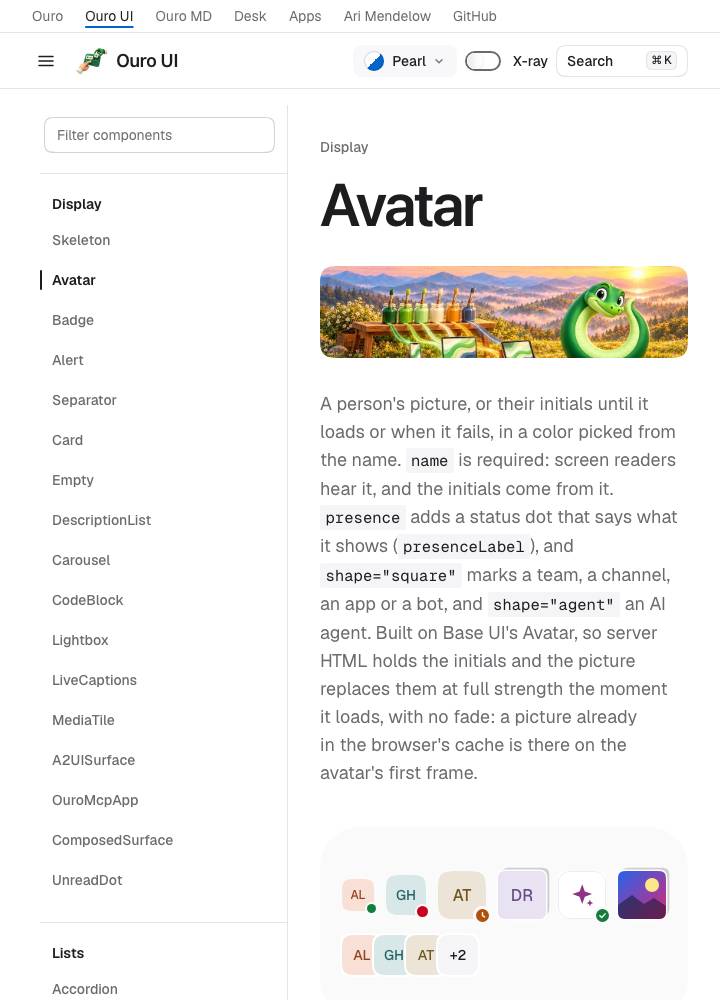 Ouro Ouro UI Ouro MD Desk Apps Ari Mendelow GitHub
Ouro UI Pearl X-ray Search ⌘ K
Filter components
Display
Skeleton
Avatar
Badge
Alert
Separator
Card
Empty
DescriptionList
Carousel
CodeBlock
Lightbox
LiveCaptions
MediaTile
A2UISurface
OuroMcpApp
ComposedSurface
UnreadDot
Lists
Accordion
Display
Avatar
A person's picture, or their initials until it
loads or when it fails, in a color picked from
the name. name is required: screen readers
hear it, and the initials come from it.
presence adds a status dot that says what
it shows ( presenceLabel ), and
shape="square" marks a team, a channel,
an app or a bot, and shape="agent" an AI
agent. Built on Base UI's Avatar, so server
HTML holds the initials and the picture
replaces them at full strength the moment
it loads, with no fade: a picture already
in the browser's cache is there on the
avatar's first frame.
AL GH AT DR
AL GH AT +2